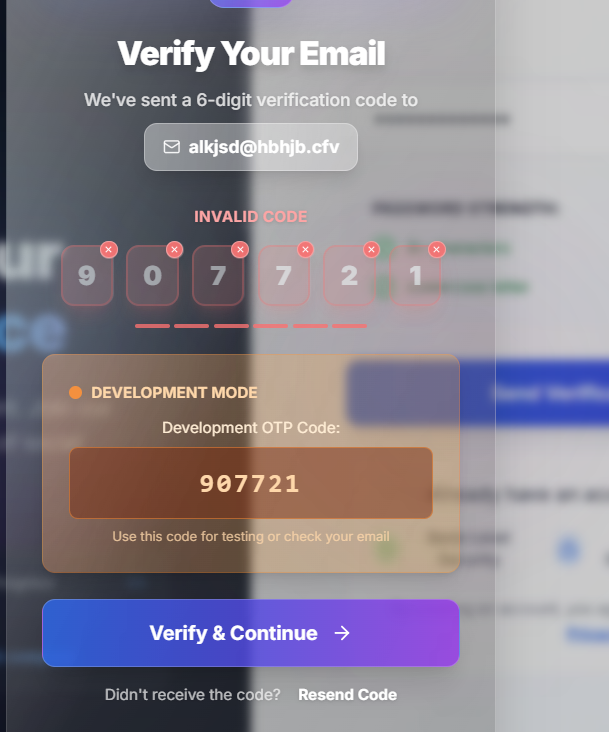 Verify Your Email
We've sent a 6-digit verification code to
alkjsd@hbhjb.cfv
INVALID CODE
9 0 7 7 2 1
DEVELOPMENT MODE
Development OTP Code:
907721
Use this code for testing or check your email
Verify & Continue
Didn't receive the code? Resend Code
PASSWORD STRENGTH: